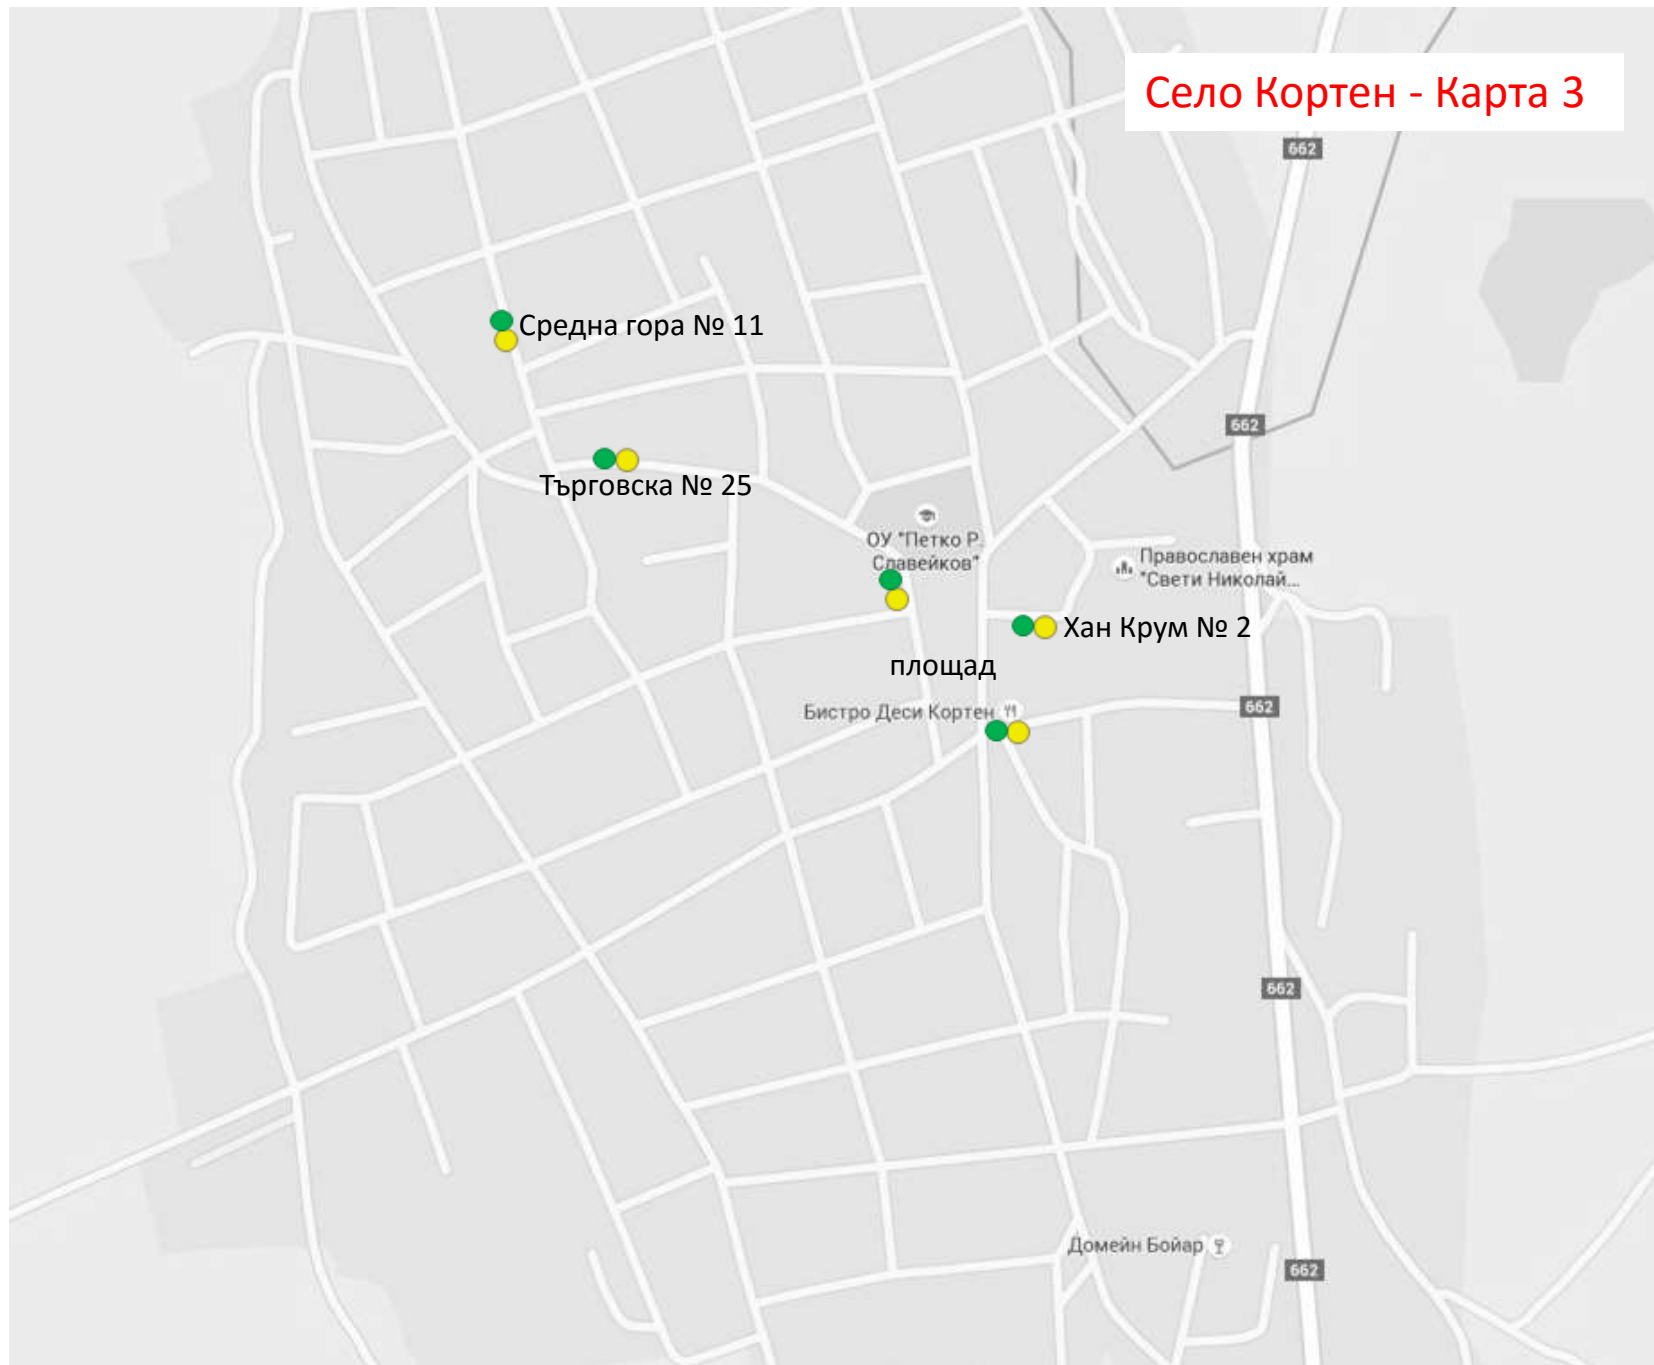 Село Кортен - Карта 3
662
Средна гора № 11
662
Търговска № 25
ОУ "Петко Р.
Славейков"
Православен храм
"Свети Николай...
Хан Крум № 2
площад
Бистро Деси Кортен
662
662
Домейн Бойар
662